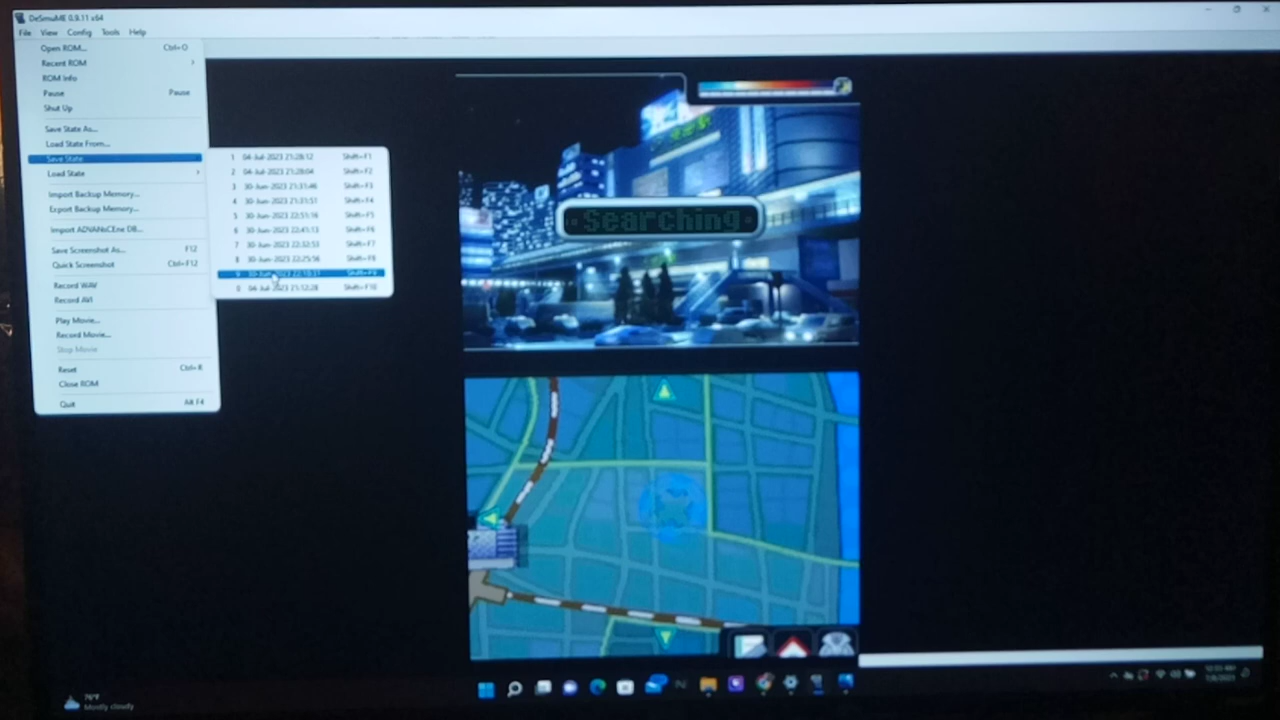 DeSmuME 0.9.11 x64
File View Config Tools Help
Open ROM... Ctrl+O
Recent ROM
ROM Info
Pause Pause
Shut Up
Save State As...
Load State From...
Save State
Load State
Import Backup Memory...
Export Backup Memory...
Import ADVANsCEne DB...
Save Screenshot As... F12
Quick Screenshot Ctrl+F12
Record WAV
Record AVI
Play Movie...
Record Movie...
Stop Movie
Reset Ctrl+R
Close ROM
Quit Alt F4
1 04-Jul-2023 21:28:12 Shift+F1
2 04-Jul-2023 21:28:04 Shift+F2
3 30-Jun-2023 21:31:46 Shift+F3
4 30-Jun-2023 21:31:51 Shift+F4
5 30-Jun-2023 22:51:16 Shift+F5
6 30-Jun-2023 22:41:13 Shift+F6
7 30-Jun-2023 22:32:53 Shift+F7
8 30-Jun-2023 22:25:56 Shift+F8
9 30-Jun-2023 Shift+F9
0 04-Jul-2023 21:12:28 Shift+F10
Searching
76°F
Mostly cloudy